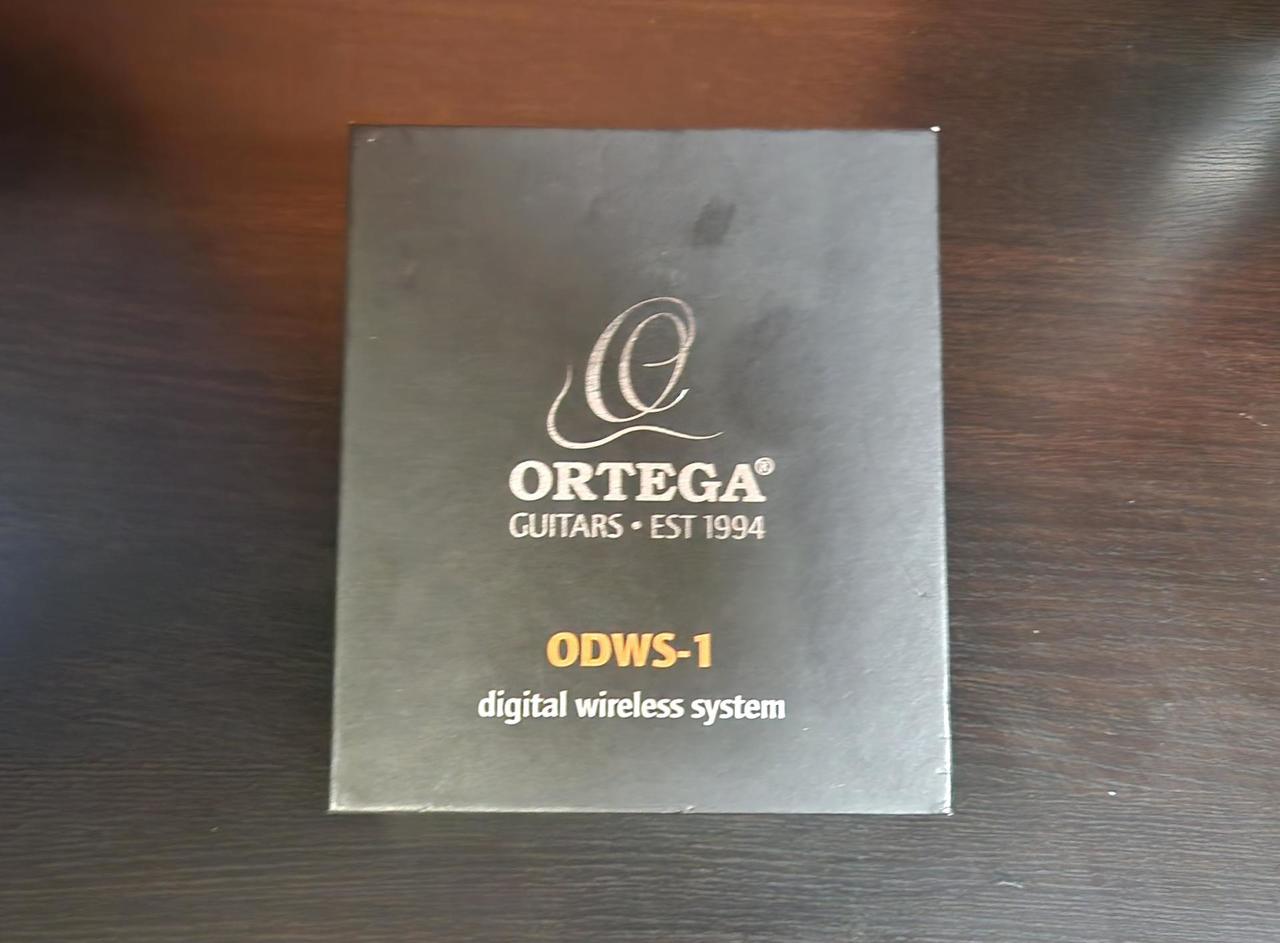 ORTEGA®
GUITARS • EST 1994
ODWS-1
digital wireless system